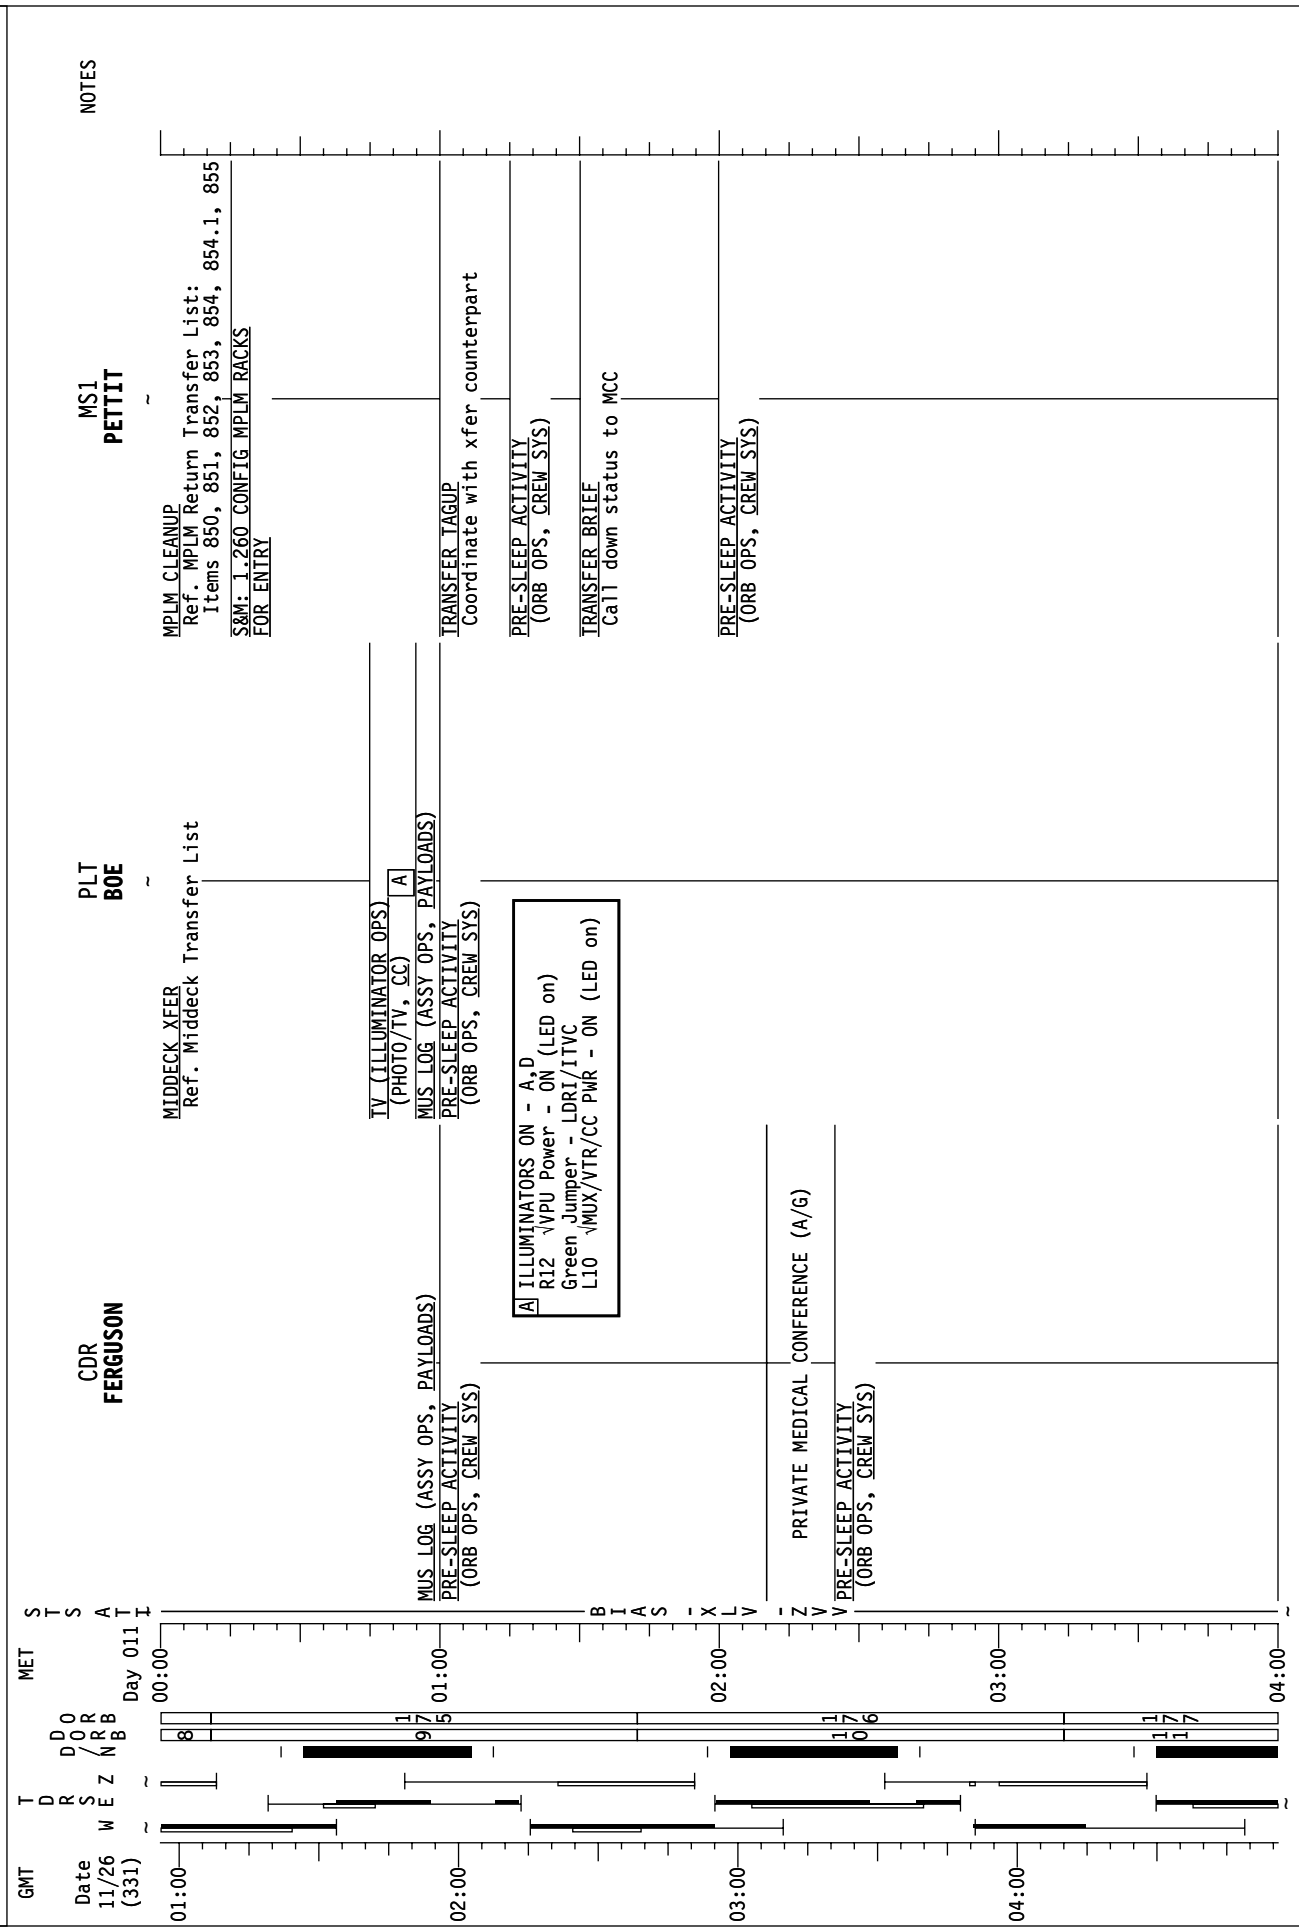 GMT
Date
11/26
(331)
01:00
02:00
03:00
04:00
T
D
R
S
W E Z
~
~
~
~
D
/
N
D O
O R
R B
B
8
9
10
11
175
176
177
MET
Day 011
00:00
01:00
02:00
03:00
04:00
S
T
S
A
T
T
~
B
I
A
S
-
X
L
V
-
Z
V
V
~
CDR
FERGUSON
MUS LOG (ASSY OPS, PAYLOADS)
PRE-SLEEP ACTIVITY
(ORB OPS, CREW SYS)
PRIVATE MEDICAL CONFERENCE (A/G)
PRE-SLEEP ACTIVITY
(ORB OPS, CREW SYS)
PLT
BOE
~
MIDDECK XFER
Ref. Middeck Transfer List
TV (ILLUMINATOR OPS)
(PHOTO/TV, CC)
A
MUS LOG (ASSY OPS, PAYLOADS)
PRE-SLEEP ACTIVITY
(ORB OPS, CREW SYS)
A ILLUMINATORS ON - A,D
R12 √VPU Power - ON (LED on)
Green Jumper - LDRI/ITVC
L10 √MUX/VTR/CC PWR - ON (LED on)
MS1
PETTIT
~
MPLM CLEANUP
Ref. MPLM Return Transfer List:
Items 850, 851, 852, 853, 854, 854.1, 855
S&M: 1.260 CONFIG MPLM RACKS
FOR ENTRY
TRANSFER TAGUP
Coordinate with xfer counterpart
PRE-SLEEP ACTIVITY
(ORB OPS, CREW SYS)
TRANSFER BRIEF
Call down status to MCC
PRE-SLEEP ACTIVITY
(ORB OPS, CREW SYS)
NOTES